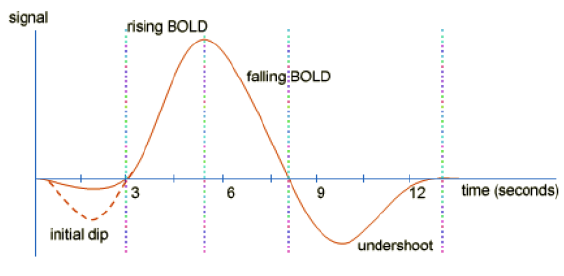 signal
rising BOLD
falling BOLD
3
6
9
12
time (seconds)
initial dip
undershoot